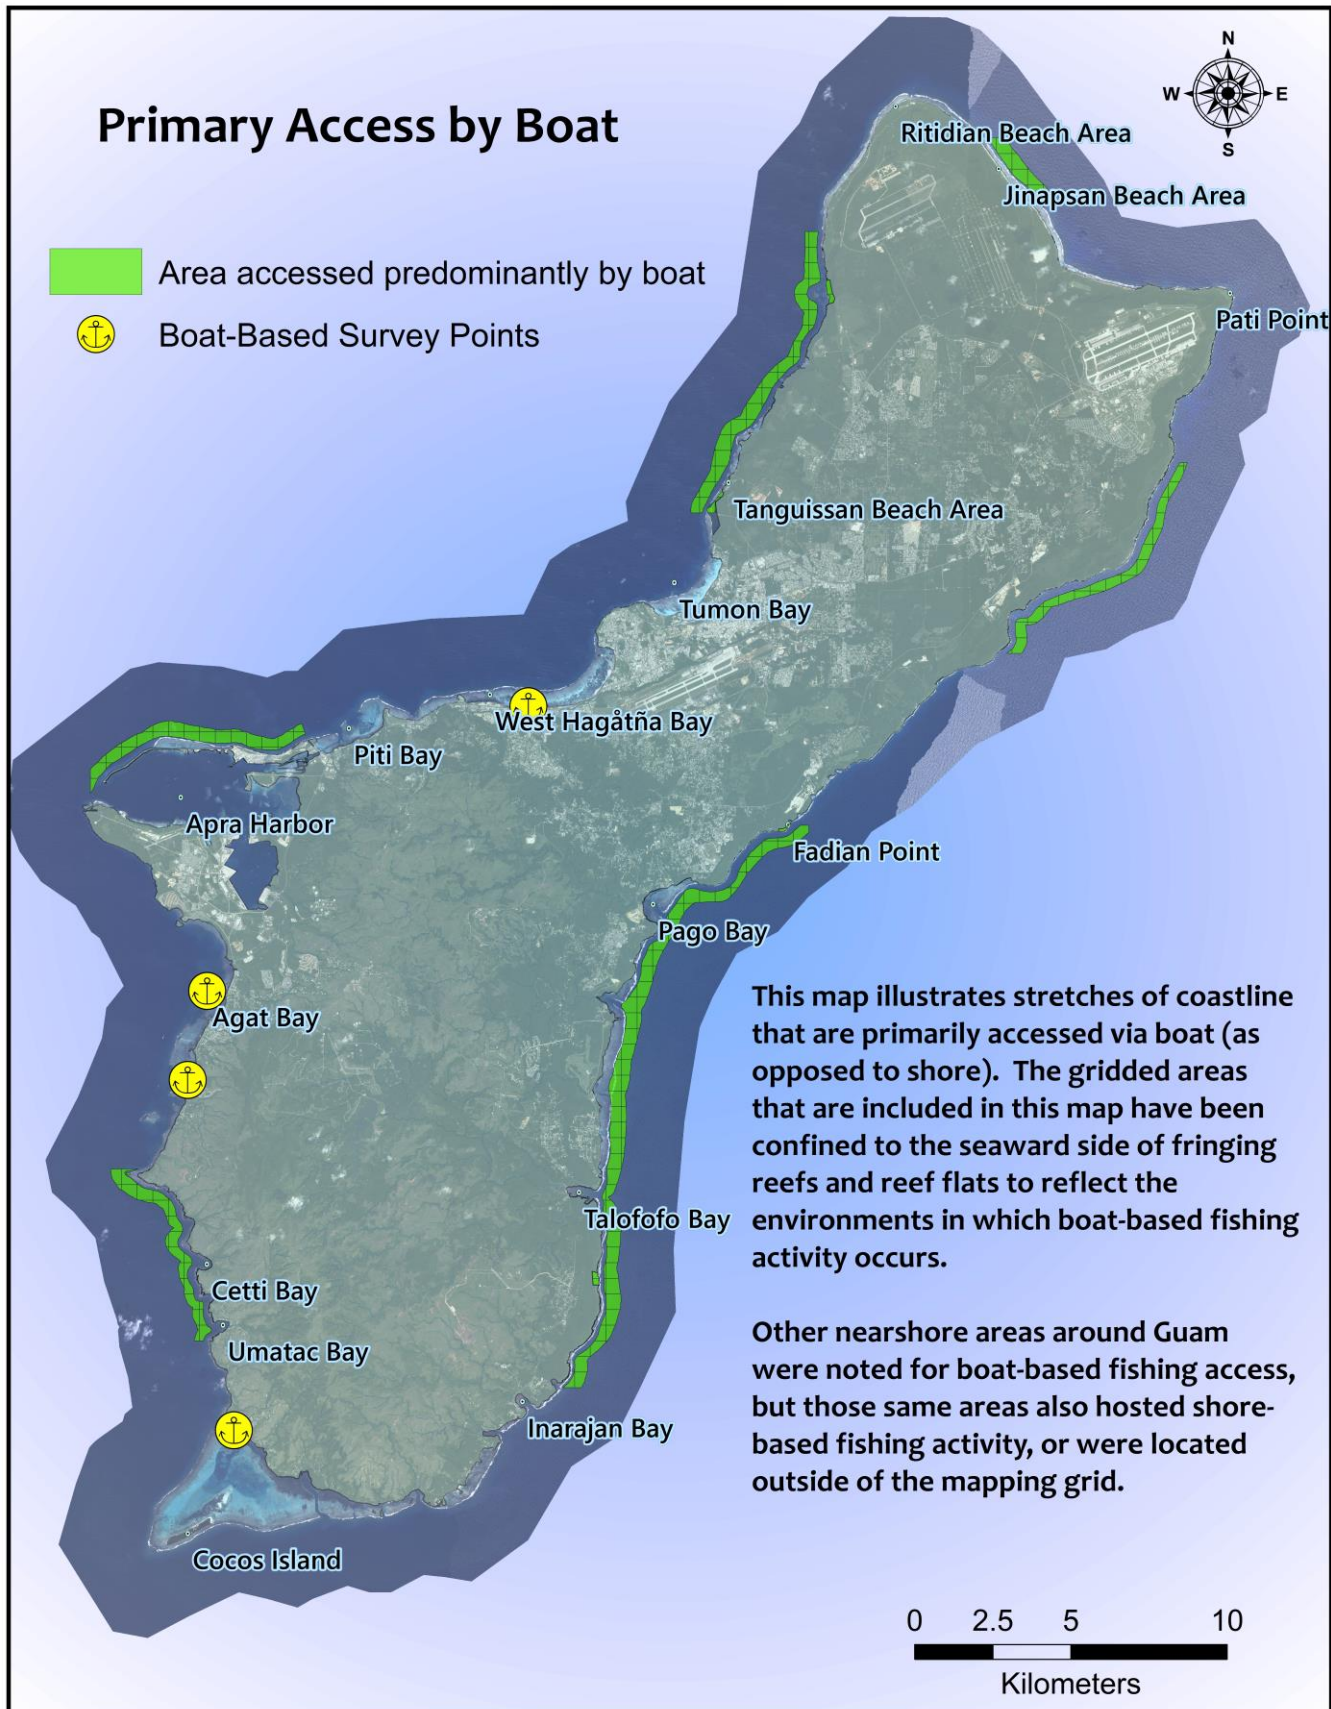 Primary Access by Boat
Area accessed predominantly by boat
Boat-Based Survey Points
N
W
E
S
Ritidian Beach Area
Jinapsan Beach Area
Pati Point
Tanguissan Beach Area
Tumon Bay
West Hagåtña Bay
Piti Bay
Apra Harbor
Fadian Point
Pago Bay
Agat Bay
Talofofo Bay
Cetti Bay
Umatac Bay
Inarajan Bay
Cocos Island
This map illustrates stretches of coastline
that are primarily accessed via boat (as
opposed to shore).  The gridded areas
that are included in this map have been
confined to the seaward side of fringing
reefs and reef flats to reflect the
environments in which boat-based fishing
activity occurs.
Other nearshore areas around Guam
were noted for boat-based fishing access,
but those same areas also hosted shore-
based fishing activity, or were located
outside of the mapping grid.
0 2.5 5 10
Kilometers